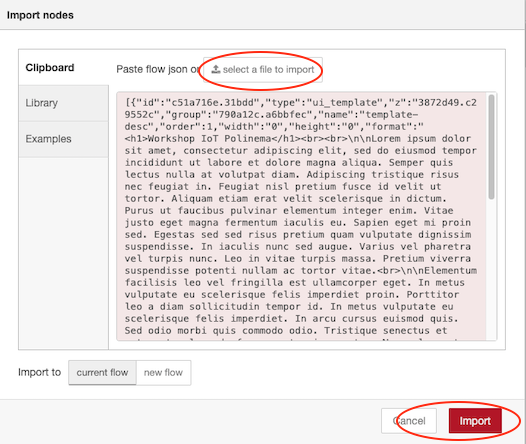 Import nodes
Clipboard
Library
Examples
Paste flow json or select a file to import
[{"id":"c51a716e.31bdd","type":"ui_template","z":"3872d49.c2
9552c","group":"790a12c.a6bbfec","name":"template-
desc","order":1,"width":"0","height":"0","format":"
<h1>Workshop IoT Polinema</h1><br><br>\n\nLorem ipsum dolor
sit amet, consectetur adipiscing elit, sed do eiusmod tempor
incididunt ut labore et dolore magna aliqua. Semper quis
lectus nulla at volutpat diam. Adipiscing tristique risus
nec feugiat in. Feugiat nisl pretium fusce id velit ut
tortor. Aliquam etiam erat velit scelerisque in dictum.
Purus ut faucibus pulvinar elementum integer enim. Vitae
justo eget magna fermentum iaculis eu. Sapien eget mi proin
sed. Egestas sed sed risus pretium quam vulputate dignissim
suspendisse. In iaculis nunc sed augue. Varius vel pharetra
vel turpis nunc. Leo in vitae turpis massa. Pretium viverra
suspendisse potenti nullam ac tortor vitae.<br>\n\nElementum
facilisis leo vel fringilla est ullamcorper eget. In metus
vulputate eu scelerisque felis imperdiet proin. Porttitor
leo a diam sollicitudin tempor id. In metus vulputate eu
scelerisque felis imperdiet. In arcu cursus euismod quis.
Sed odio morbi quis commodo odio. Tristique senectus et
Import to current flow new flow
Cancel Import